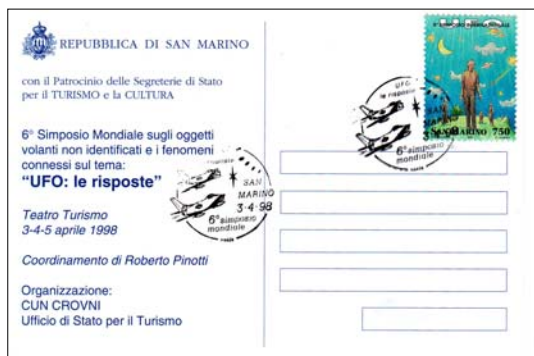 REPUBBLICA DI SAN MARINO
con il Patrocinio delle Segreterie di Stato
per il TURISMO e la CULTURA
6° Simposio Mondiale sugli oggetti
volanti non identificati e i fenomeni
connessi sul tema:
“UFO: le risposte”
Teatro Turismo
3-4-5 aprile 1998
Coordinamento di Roberto Pinotti
Organizzazione:
CUN CROVNI
Ufficio di Stato per il Turismo
SAN
MARINO
3-4-98
6° simposio
mondiale
UFO:
le risposte
SAN
MARINO
3-4
6° simposio
mondiale
UFO
SAN MARINO 750